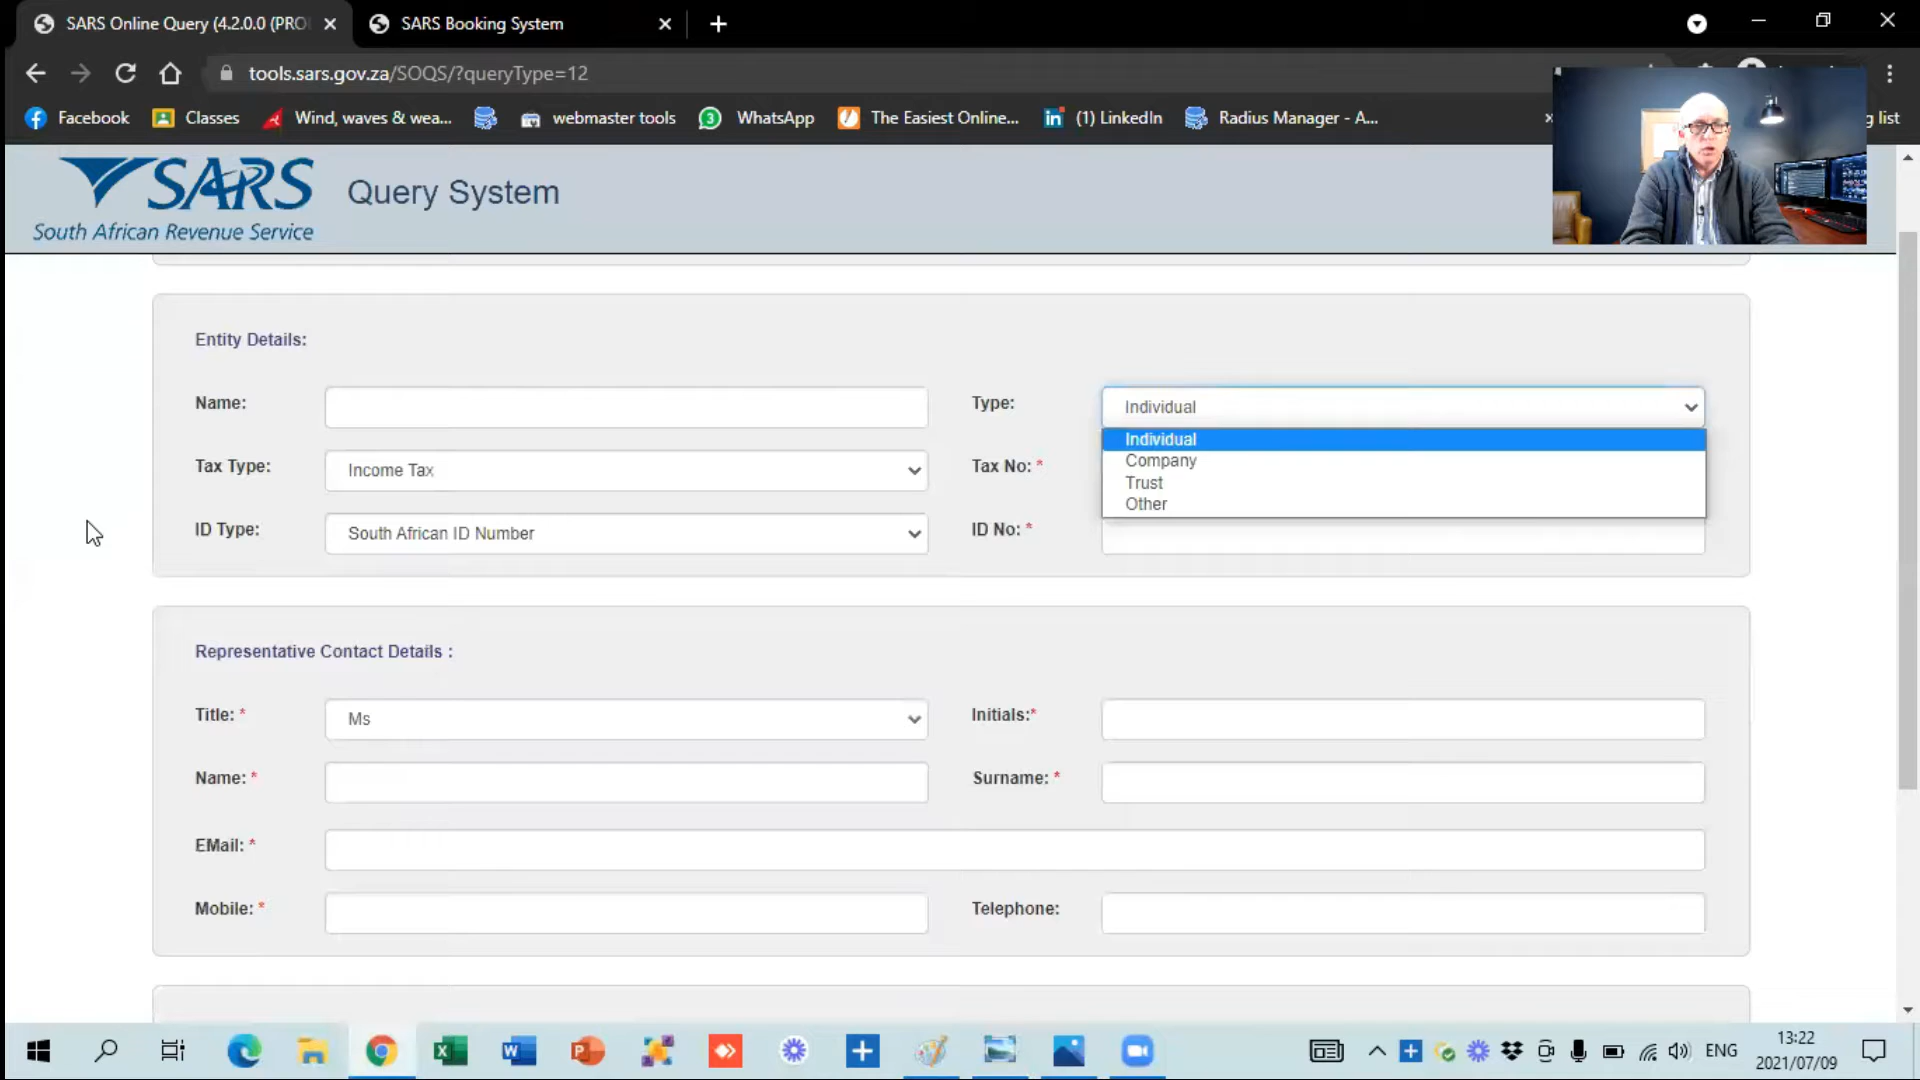 SARS Online Query (4.2.0.0 (PRO
SARS Booking System
tools.sars.gov.za/SOQS/?queryType=12
Facebook
Classes
Wind, waves & wea...
webmaster tools
3
WhatsApp
The Easiest Online...
in
(1) LinkedIn
Radius Manager - A...
g list
SARS
South African Revenue Service
Query System
Entity Details:
Name:
Type:
Individual
Individual
Company
Trust
Other
Tax Type:
Income Tax
Tax No: *
ID Type:
South African ID Number
ID No: *
Representative Contact Details :
Title: *
Ms
Initials:*
Name: *
Surname: *
EMail: *
Mobile: *
Telephone:
ENG
13:22
2021/07/09